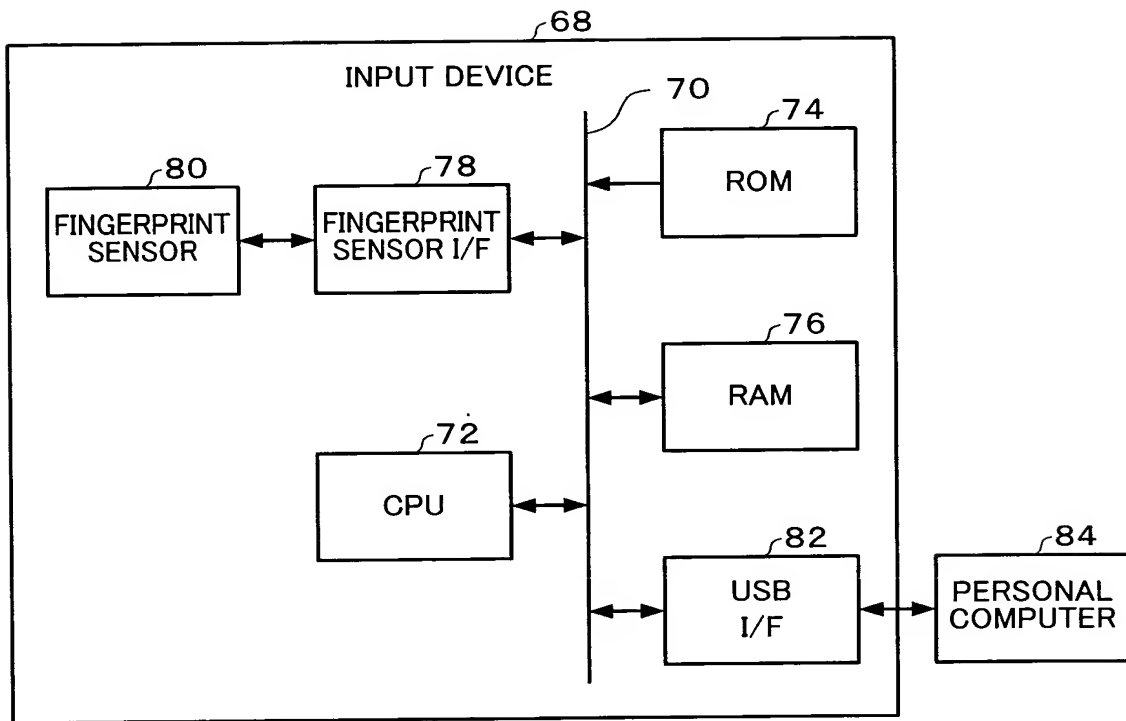 68
INPUT DEVICE
70
74
ROM
80
FINGERPRINT
SENSOR
78
FINGERPRINT
SENSOR I/F
76
RAM
72
CPU
82
USB
I/F
84
PERSONAL
COMPUTER